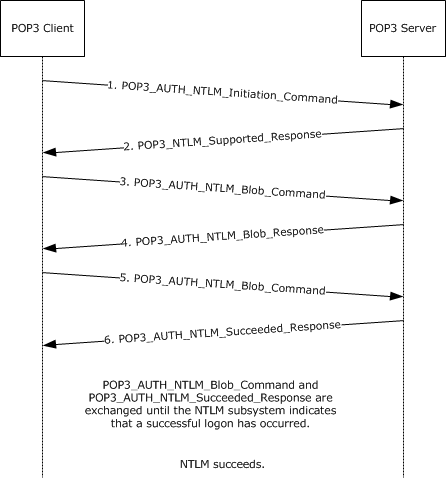 POP3 Client
POP3 Server
1. POP3_AUTH_NTLM_Initiation_Command
2. POP3_NTLM_Supported_Response
3. POP3_AUTH_NTLM_Blob_Command
4. POP3_AUTH_NTLM_Blob_Response
5. POP3_AUTH_NTLM_Blob_Command
6. POP3_AUTH_NTLM_Succeeded_Response
POP3_AUTH_NTLM_Blob_Command and
POP3_AUTH_NTLM_Succeeded_Response are
exchanged until the NTLM subsystem indicates
that a successful logon has occurred.
NTLM succeeds.